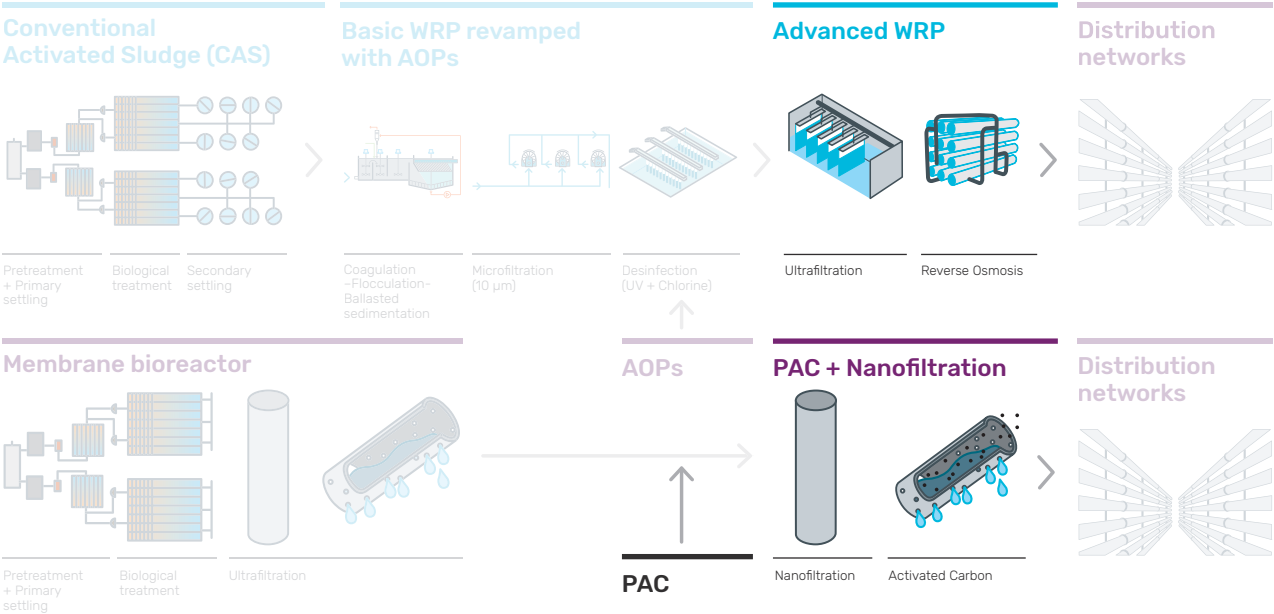 Conventional
Activated Sludge (CAS)
Basic WRP revamped
with AOPs
Advanced WRP
Distribution
networks
Pretreatment
+ Primary
settling
Biological
treatment
Secondary
settling
Coagulation
-Flocculation-
Ballasted
sedimentation
Microfiltration
(10 µm)
Desinfection
(UV + Chlorine)
Ultrafiltration
Reverse Osmosis
Membrane bioreactor
AOPs
PAC + Nanofiltration
Distribution
networks
Pretreatment
+ Primary
settling
Biological
treatment
Ultrafiltration
PAC
Nanofiltration
Activated Carbon